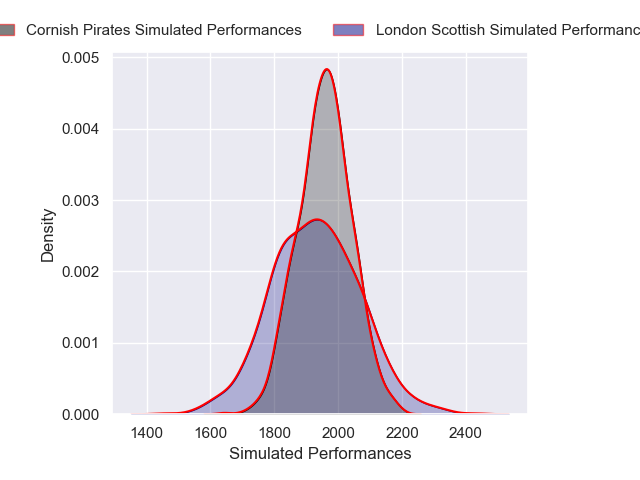 Cornish Pirates Simulated Performances
London Scottish Simulated Performanc
0.005
0.004
0.003
0.002
0.001
0.000
Density
1400 1600 1800 2000 2200 2400
Simulated Performances